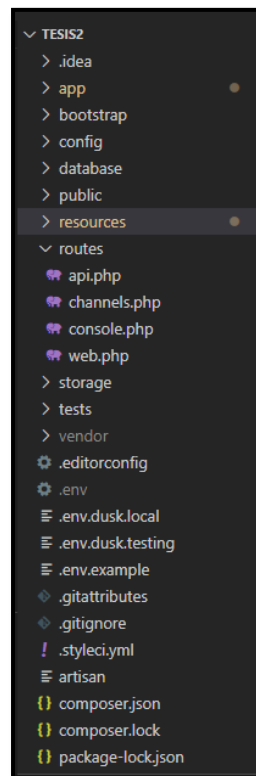 TESIS2
.idea
app
bootstrap
config
database
public
resources
routes
api.php
channels.php
console.php
web.php
storage
tests
vendor
.editorconfig
.env
.env.dusk.local
.env.dusk.testing
.env.example
.gitattributes
.gitignore
.styleci.yml
artisan
composer.json
composer.lock
package-lock.json